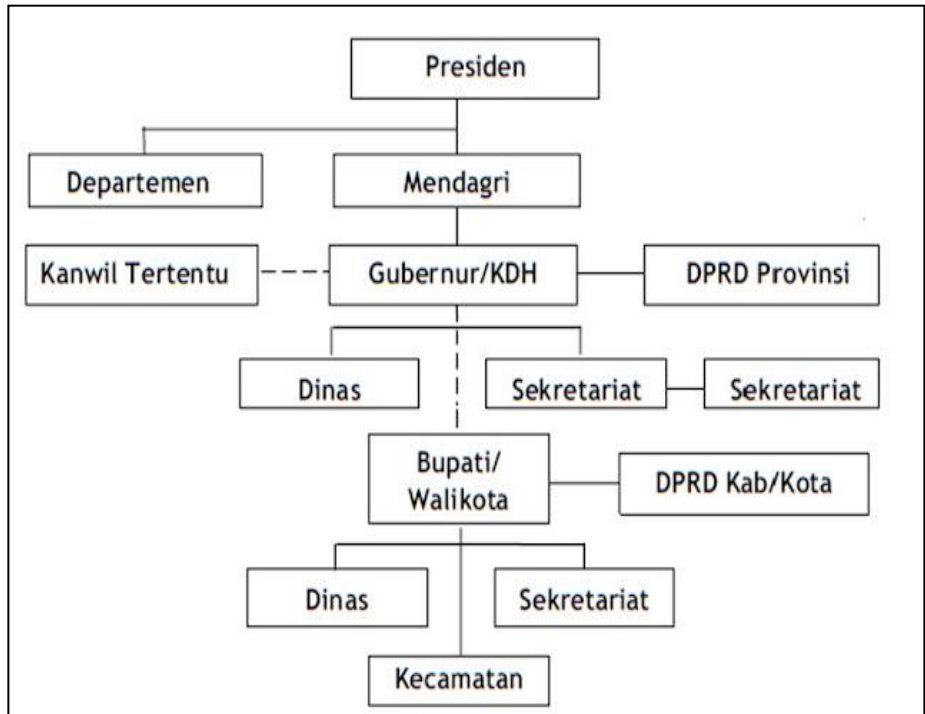 Presiden
Departemen
Mendagri
Kanwil Tertentu
Gubernur/KDH
DPRD Provinsi
Dinas
Sekretariat
Sekretariat
Bupati/
Walikota
DPRD Kab/Kota
Dinas
Sekretariat
Kecamatan